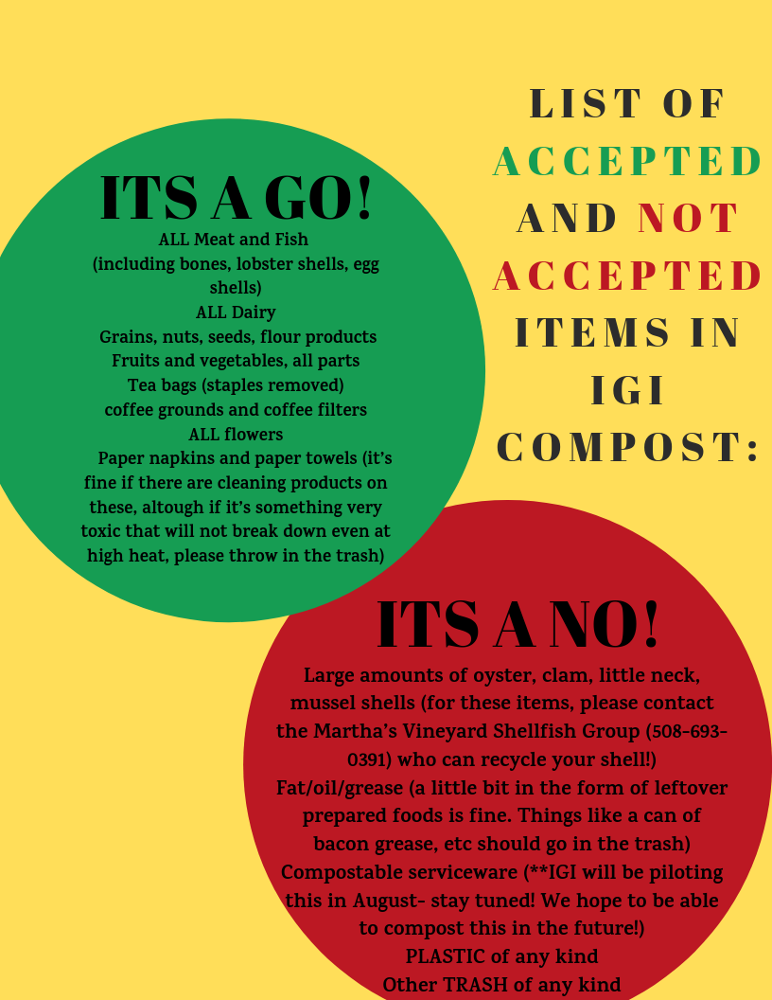 LIST OF
ACCEPTED
AND NOT
ACCEPTED
ITEMS IN
IGI
COMPOST:
ITS A GO!
ALL Meat and Fish
(including bones, lobster shells, egg
shells)
ALL Dairy
Grains, nuts, seeds, flour products
Fruits and vegetables, all parts
Tea bags (staples removed)
coffee grounds and coffee filters
ALL flowers
Paper napkins and paper towels (it's
fine if there are cleaning products on
these, altough if it's something very
toxic that will not break down even at
high heat, please throw in the trash)
ITS A NO!
Large amounts of oyster, clam, little neck,
mussel shells (for these items, please contact
the Martha's Vineyard Shellfish Group (508-693-
0391) who can recycle your shell!)
Fat/oil/grease (a little bit in the form of leftover
prepared foods is fine. Things like a can of
bacon grease, etc should go in the trash)
Compostable serviceware (**IGI will be piloting
this in August- stay tuned! We hope to be able
to compost this in the future!)
PLASTIC of any kind
Other TRASH of any kind